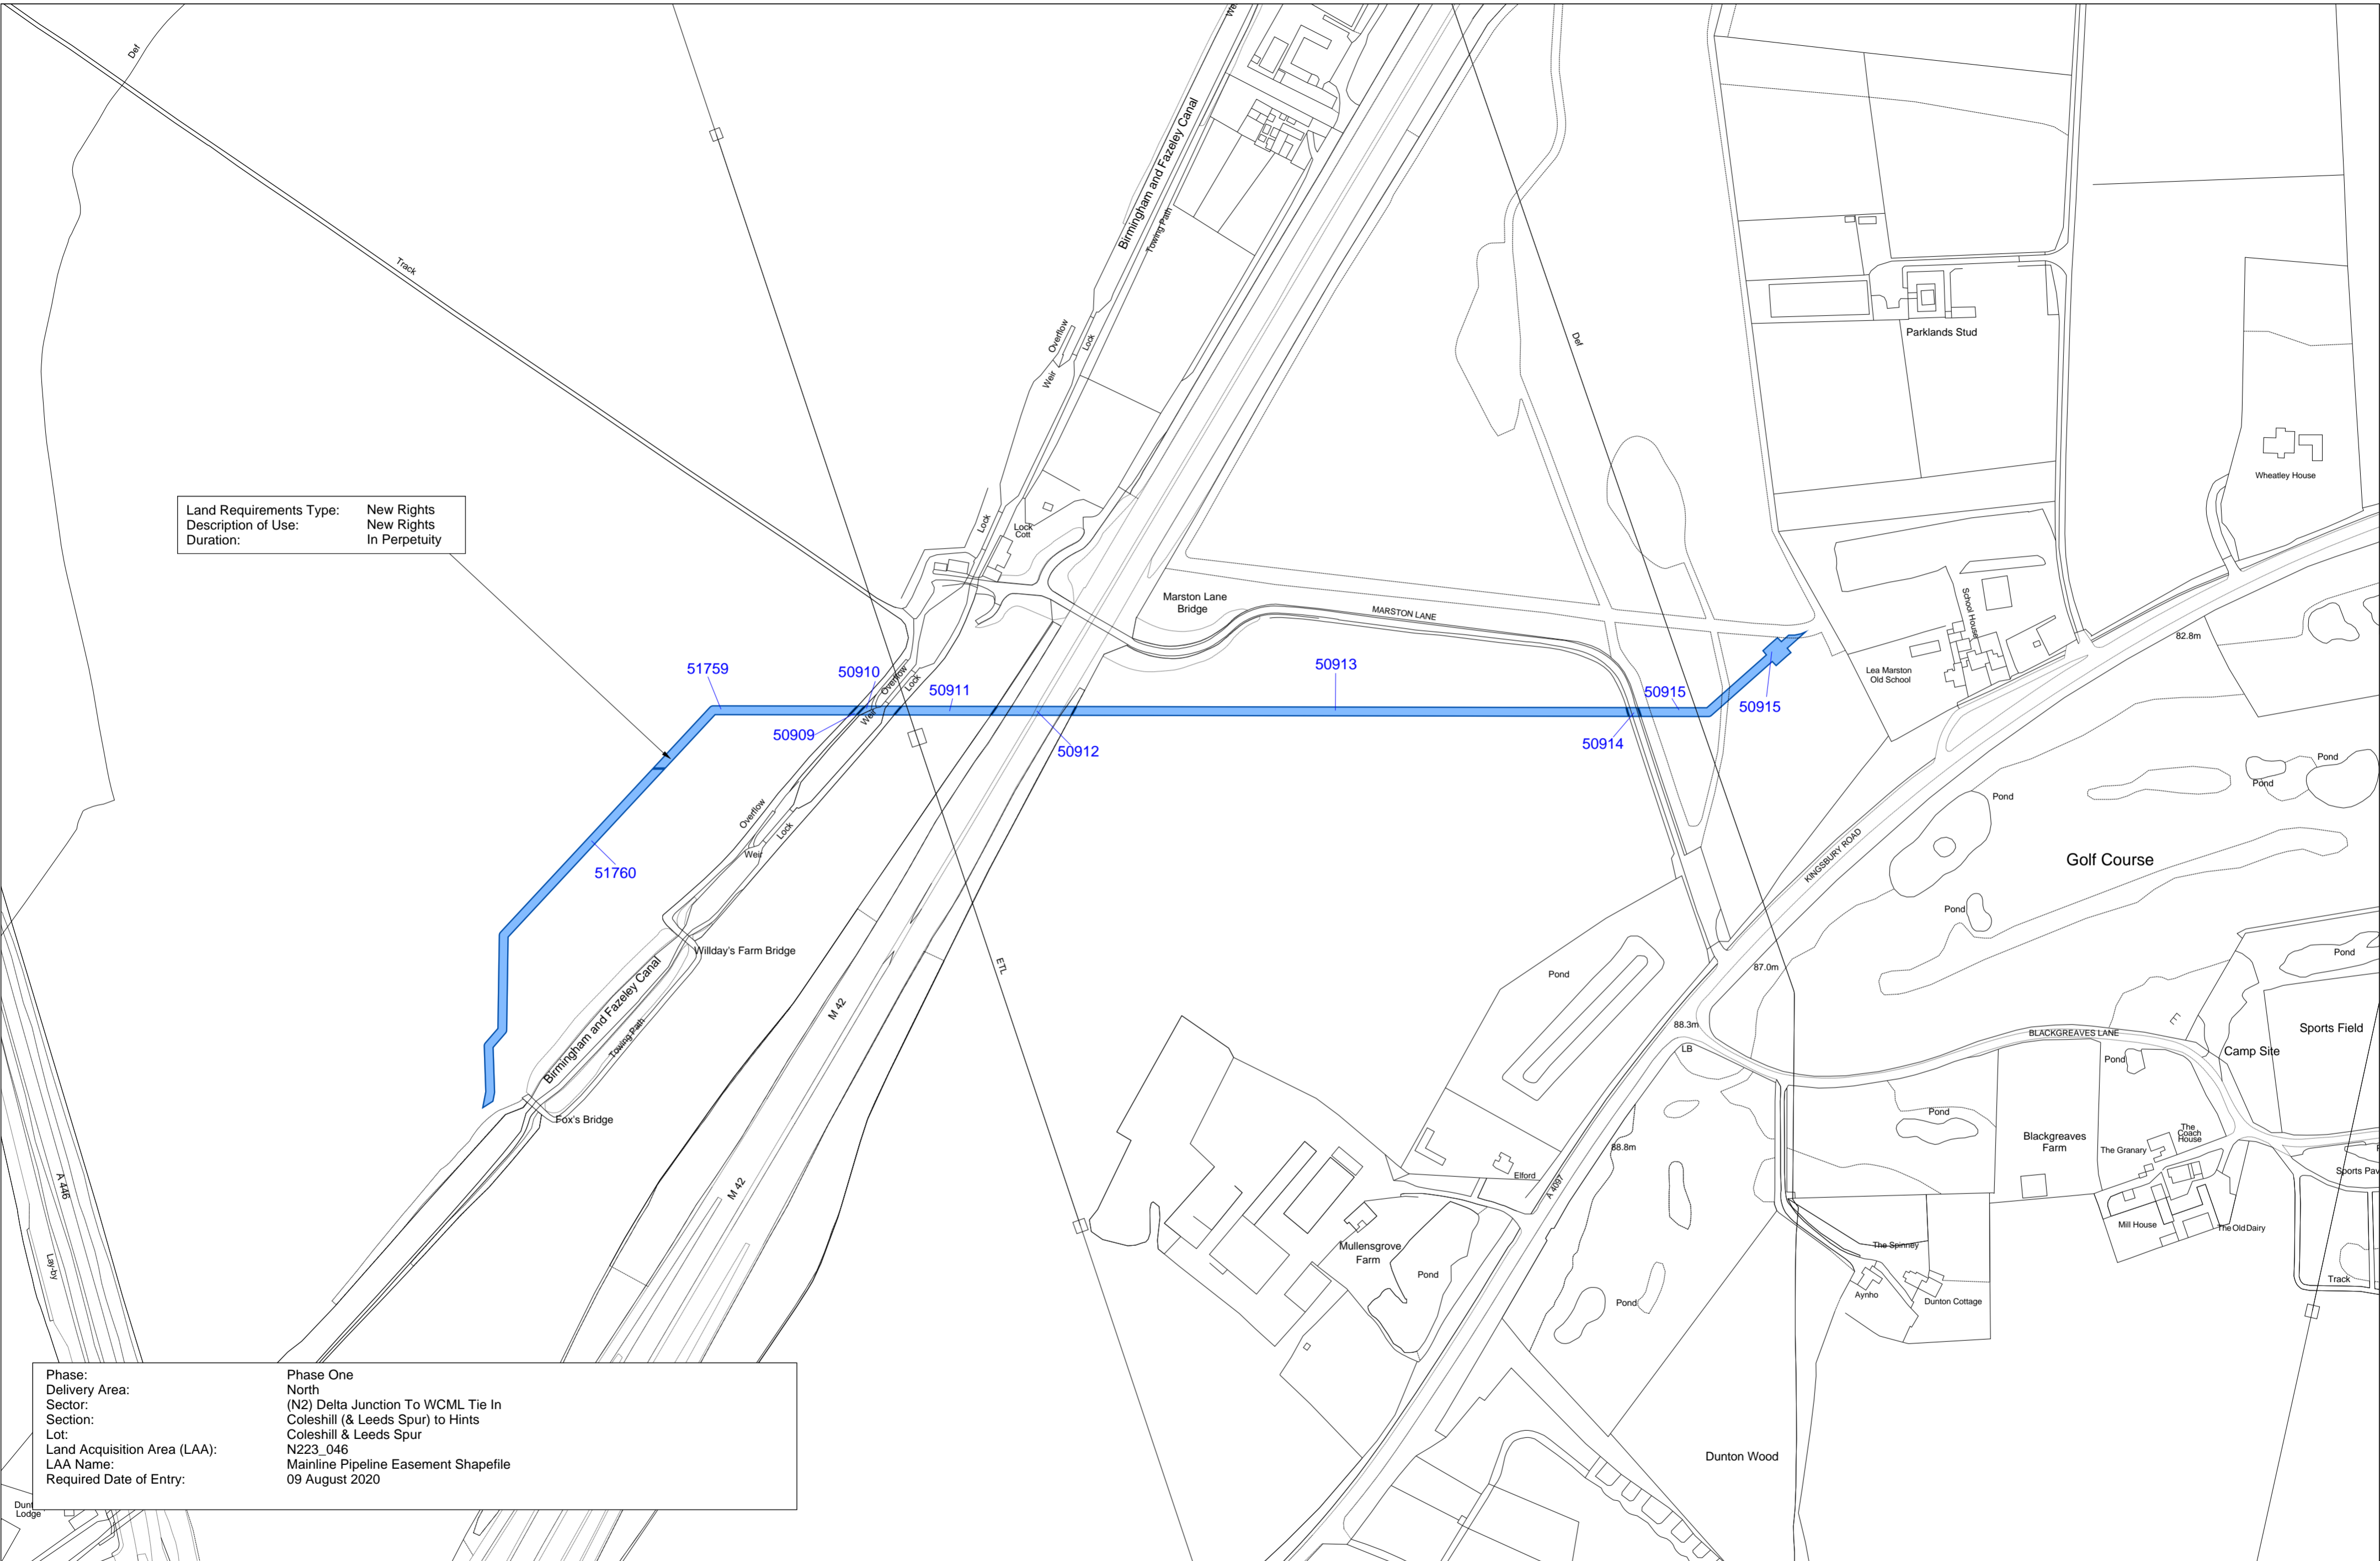 Def
We
Birmingham and Fazeley Canal
Towing Path
Track
Def
Parklands Stud
Overflow
Lock
Weir
Wheatley House
Land Requirements Type: New Rights
Description of Use: New Rights
Duration: In Perpetuity
Lock
Lock
Cott
Marston Lane
Bridge
MARSTON LANE
School House
82.8m
Lea Marston
Old School
51759
50910
Overflow
Lock
50911
50913
50915
50915
Weir
50909
50912
50914
Pond
Pond
Pond
Overflow
Lock
Weir
KINGSBURY ROAD
Golf Course
51760
Pond
Willday's Farm Bridge
ETL
Pond
87.0m
Pond
Birmingham and Fazeley Canal
Towing Path
M 42
88.3m
LB
BLACKGREAVES LANE
E
Sports Field
Camp Site
Pond
Fox's Bridge
Pond
Blackgreaves
Farm
The
Coach
House
The Granary
88.8m
Elford
A 4097
Sports Pav
A 446
M 42
Mill House
The Old Dairy
Mullensgrove
Farm
Pond
The Spinney
Lay-by
Track
Aynho
Dunton Cottage
Pond
Phase: Phase One
Delivery Area: North
Sector: (N2) Delta Junction To WCML Tie In
Section: Coleshill (& Leeds Spur) to Hints
Lot: Coleshill & Leeds Spur
Land Acquisition Area (LAA): N223_046
LAA Name: Mainline Pipeline Easement Shapefile
Required Date of Entry: 09 August 2020
Dunton Wood
Dunt
Lodge